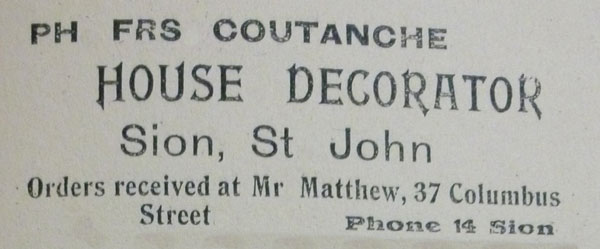 PH FRS COUTANCHE
HOUSE DECORATOR
Sion, St John
Orders received at Mr Matthew, 37 Columbus
Street Phone 14 Sion